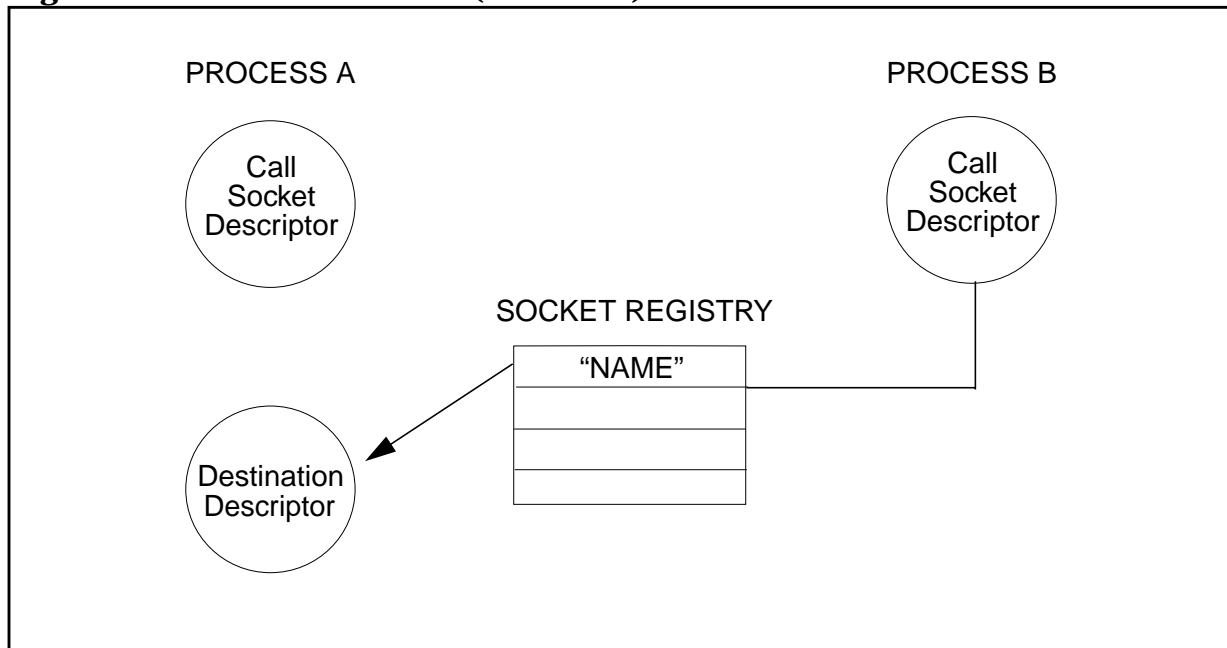 PROCESS A
PROCESS B
Call
Socket
Descriptor
Call
Socket
Descriptor
SOCKET REGISTRY
“NAME”
Destination
Descriptor